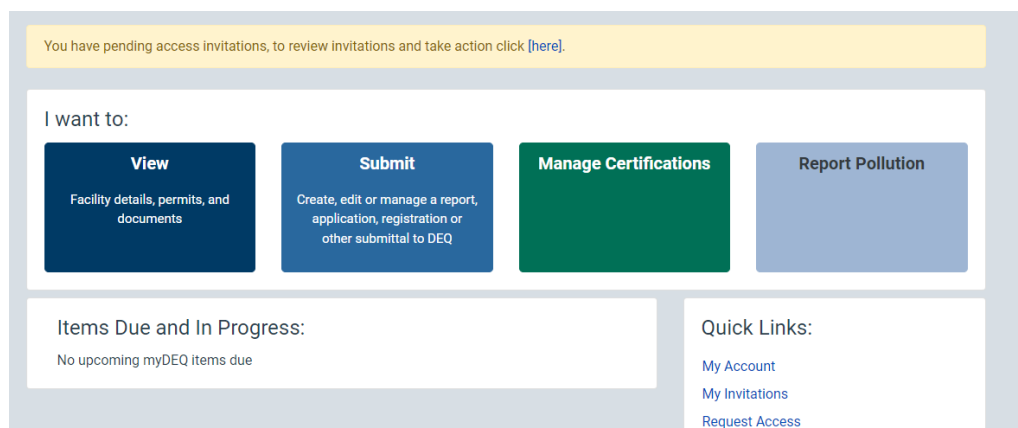 You have pending access invitations, to review invitations and take action click [here].
I want to:
View
Facility details, permits, and
documents
Submit
Create, edit or manage a report,
application, registration or
other submittal to DEQ
Manage Certifications
Report Pollution
Items Due and In Progress:
No upcoming myDEQ items due
Quick Links:
My Account
My Invitations
Request Access